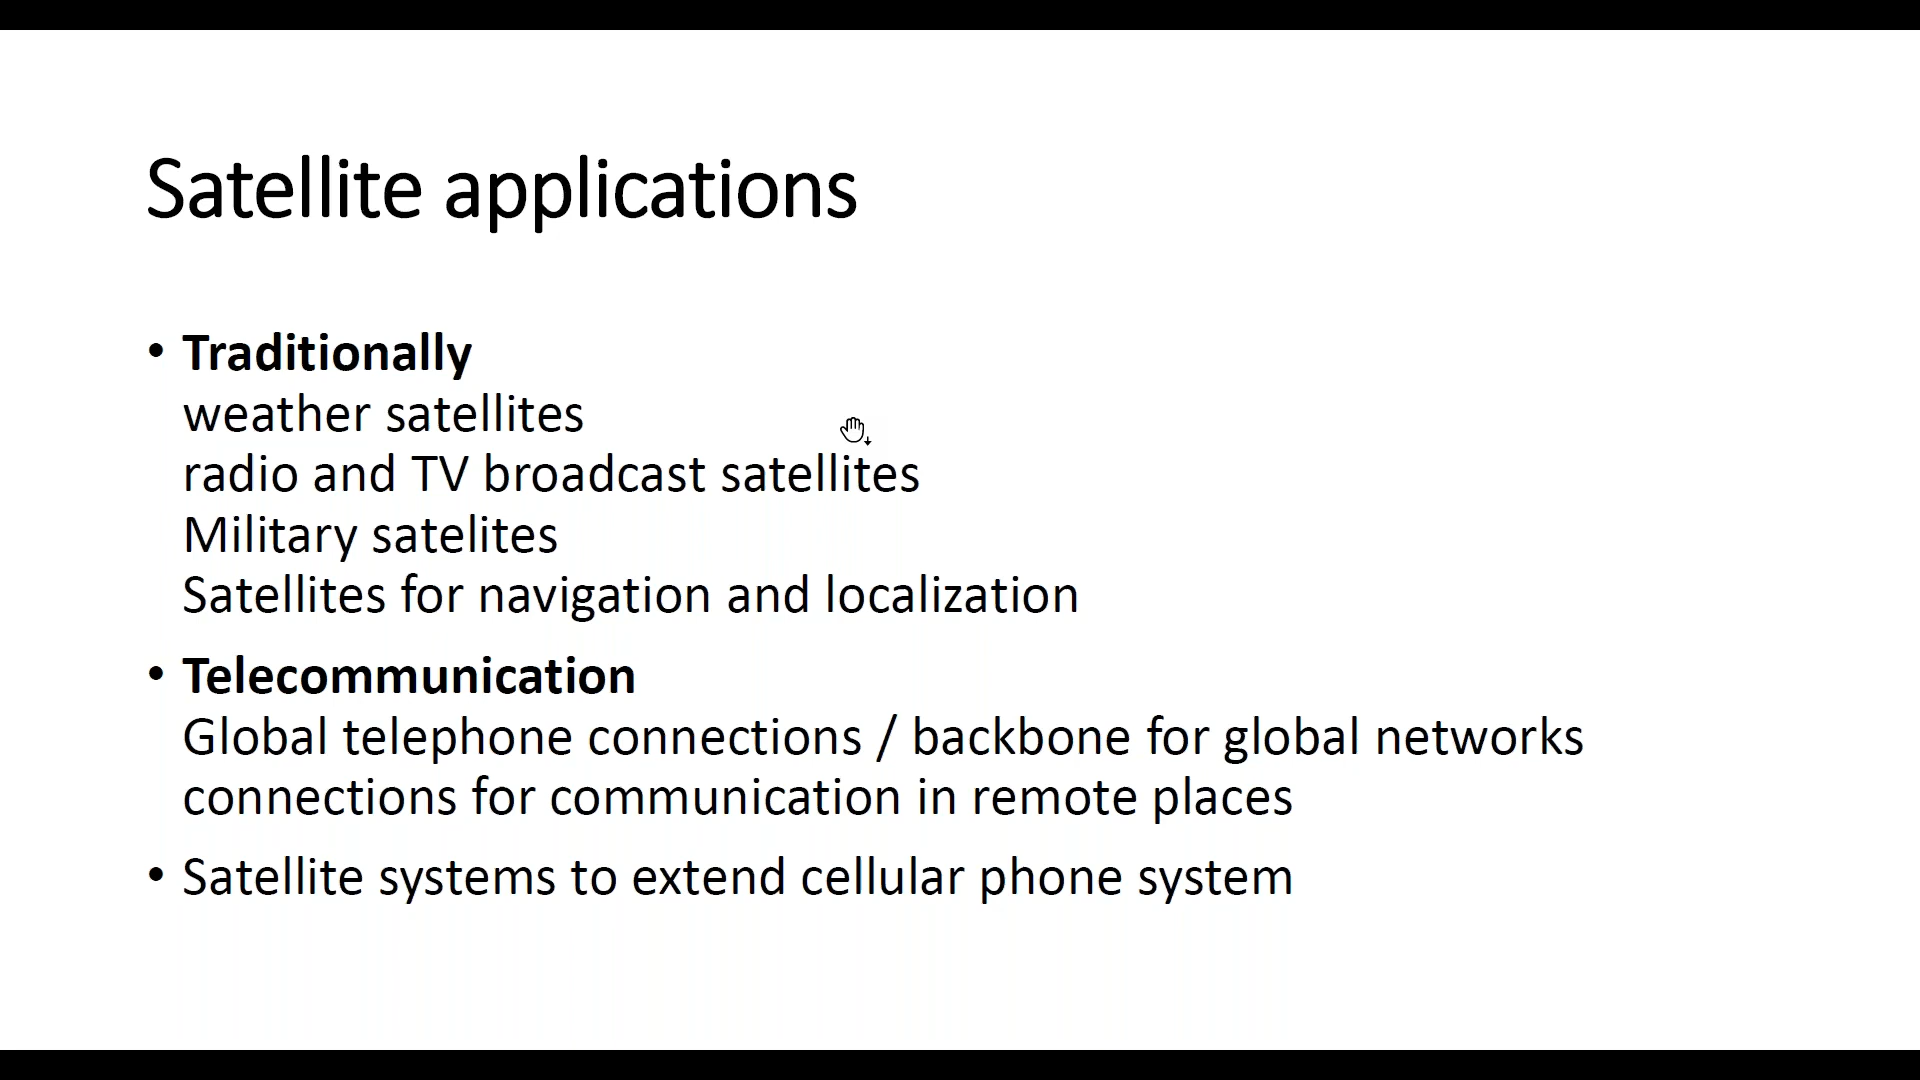 Satellite applications
• Traditionally
weather satellites
radio and TV broadcast satellites
Military satelites
Satellites for navigation and localization
• Telecommunication
Global telephone connections / backbone for global networks
connections for communication in remote places
• Satellite systems to extend cellular phone system